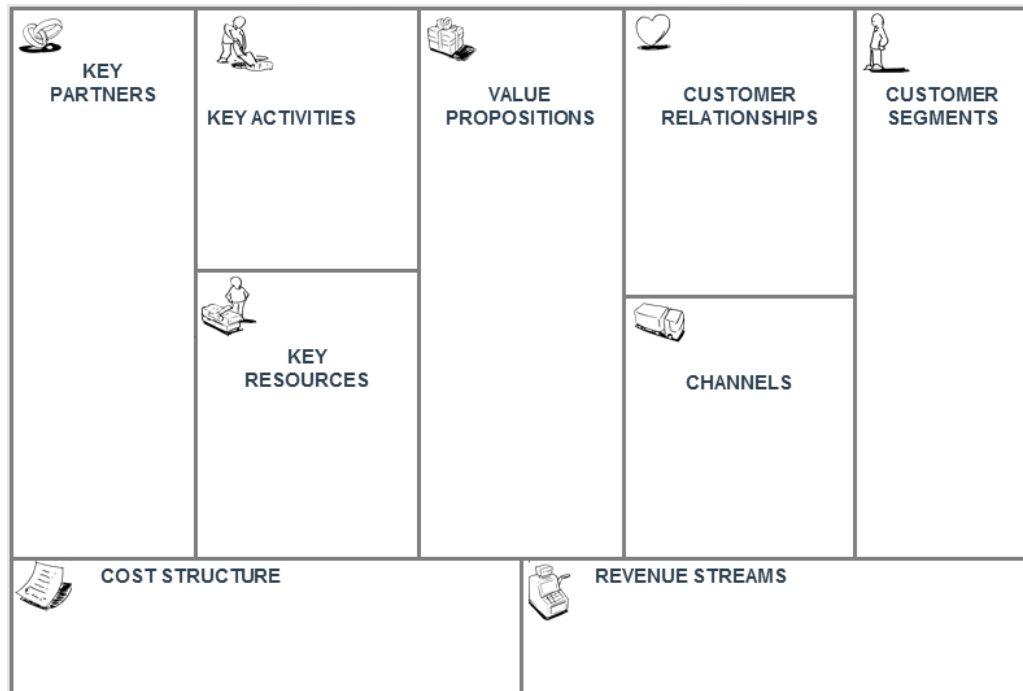 KEY
PARTNERS
KEY ACTIVITIES
KEY
RESOURCES
VALUE
PROPOSITIONS
CUSTOMER
RELATIONSHIPS
CHANNELS
CUSTOMER
SEGMENTS
COST STRUCTURE
REVENUE STREAMS